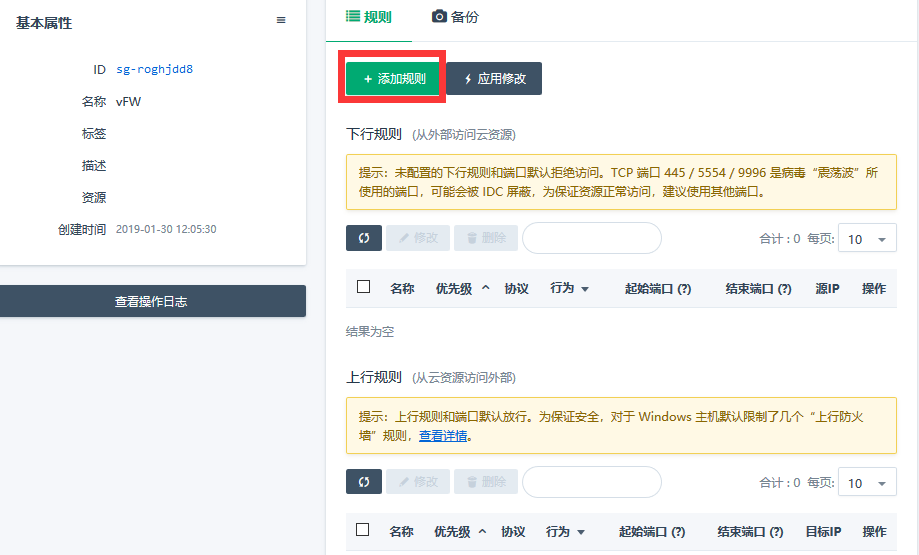 基本属性
ID sg-roghjdd8
名称 vFW
标签
描述
资源
创建时间 2019-01-30 12:05:30
查看操作日志
规则 备份
+ 添加规则 应用修改
下行规则 (从外部访问云资源)
提示：未配置的下行规则和端口默认拒绝访问。TCP 端口 445 / 5554 / 9996 是病毒“震荡波”所
使用的端口，可能会被 IDC 屏蔽，为保证资源正常访问，建议使用其他端口。
修改 删除 合计 : 0 每页: 10
名称 优先级 协议 行为 起始端口 (?) 结束端口 (?) 源IP 操作
结果为空
上行规则 (从云资源访问外部)
提示：上行规则和端口默认放行。为保证安全，对于 Windows 主机默认限制了几个“上行防火
墙”规则，查看详情。
修改 删除 合计 : 0 每页: 10
名称 优先级 协议 行为 起始端口 (?) 结束端口 (?) 目标IP 操作